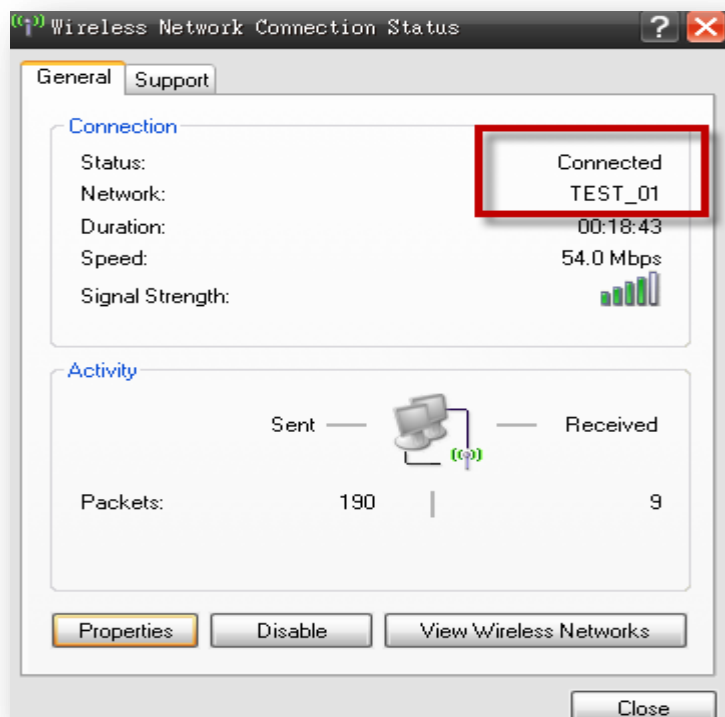 Wireless Network Connection Status
General Support
Connection
Status: Connected
Network: TEST_01
Duration: 00:18:43
Speed: 54.0 Mbps
Signal Strength:
Activity
Sent Received
Packets: 190 9
Properties Disable View Wireless Networks
Close